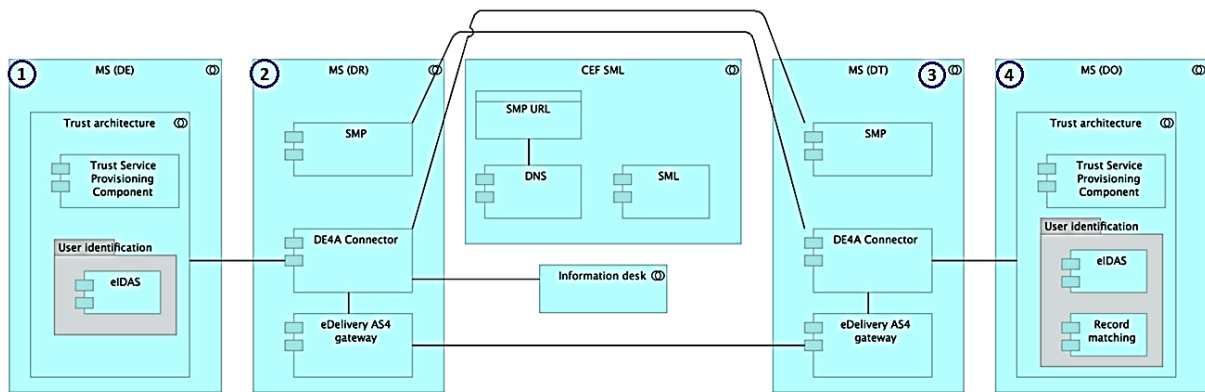 1
MS (DE)
Trust architecture
Trust Service
Provisioning
Component
User identification
eIDAS
2
MS (DR)
SMP
DE4A Connector
eDelivery AS4
gateway
CEF SML
SMP URL
DNS
SML
Information desk
MS (DT)
3
SMP
DE4A Connector
eDelivery AS4
gateway
4
MS (DO)
Trust architecture
Trust Service
Provisioning
Component
User identification
eIDAS
Record
matching